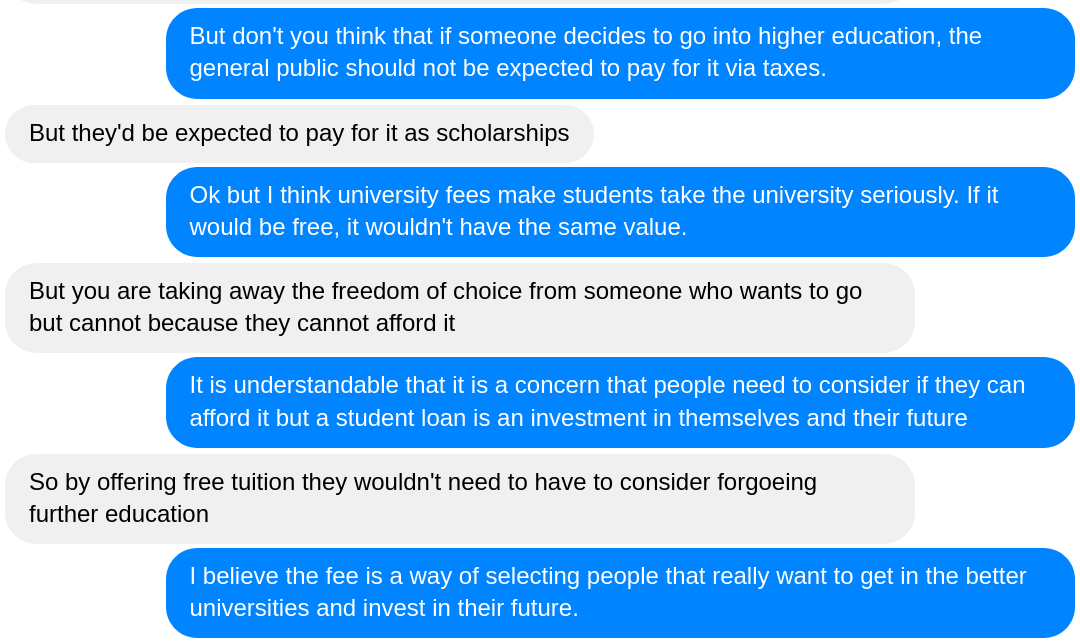 But don't you think that if someone decides to go into higher education, the
general public should not be expected to pay for it via taxes.
But they'd be expected to pay for it as scholarships
Ok but I think university fees make students take the university seriously. If it
would be free, it wouldn't have the same value.
But you are taking away the freedom of choice from someone who wants to go
but cannot because they cannot afford it
It is understandable that it is a concern that people need to consider if they can
afford it but a student loan is an investment in themselves and their future
So by offering free tuition they wouldn't need to have to consider forgoeing
further education
I believe the fee is a way of selecting people that really want to get in the better
universities and invest in their future.